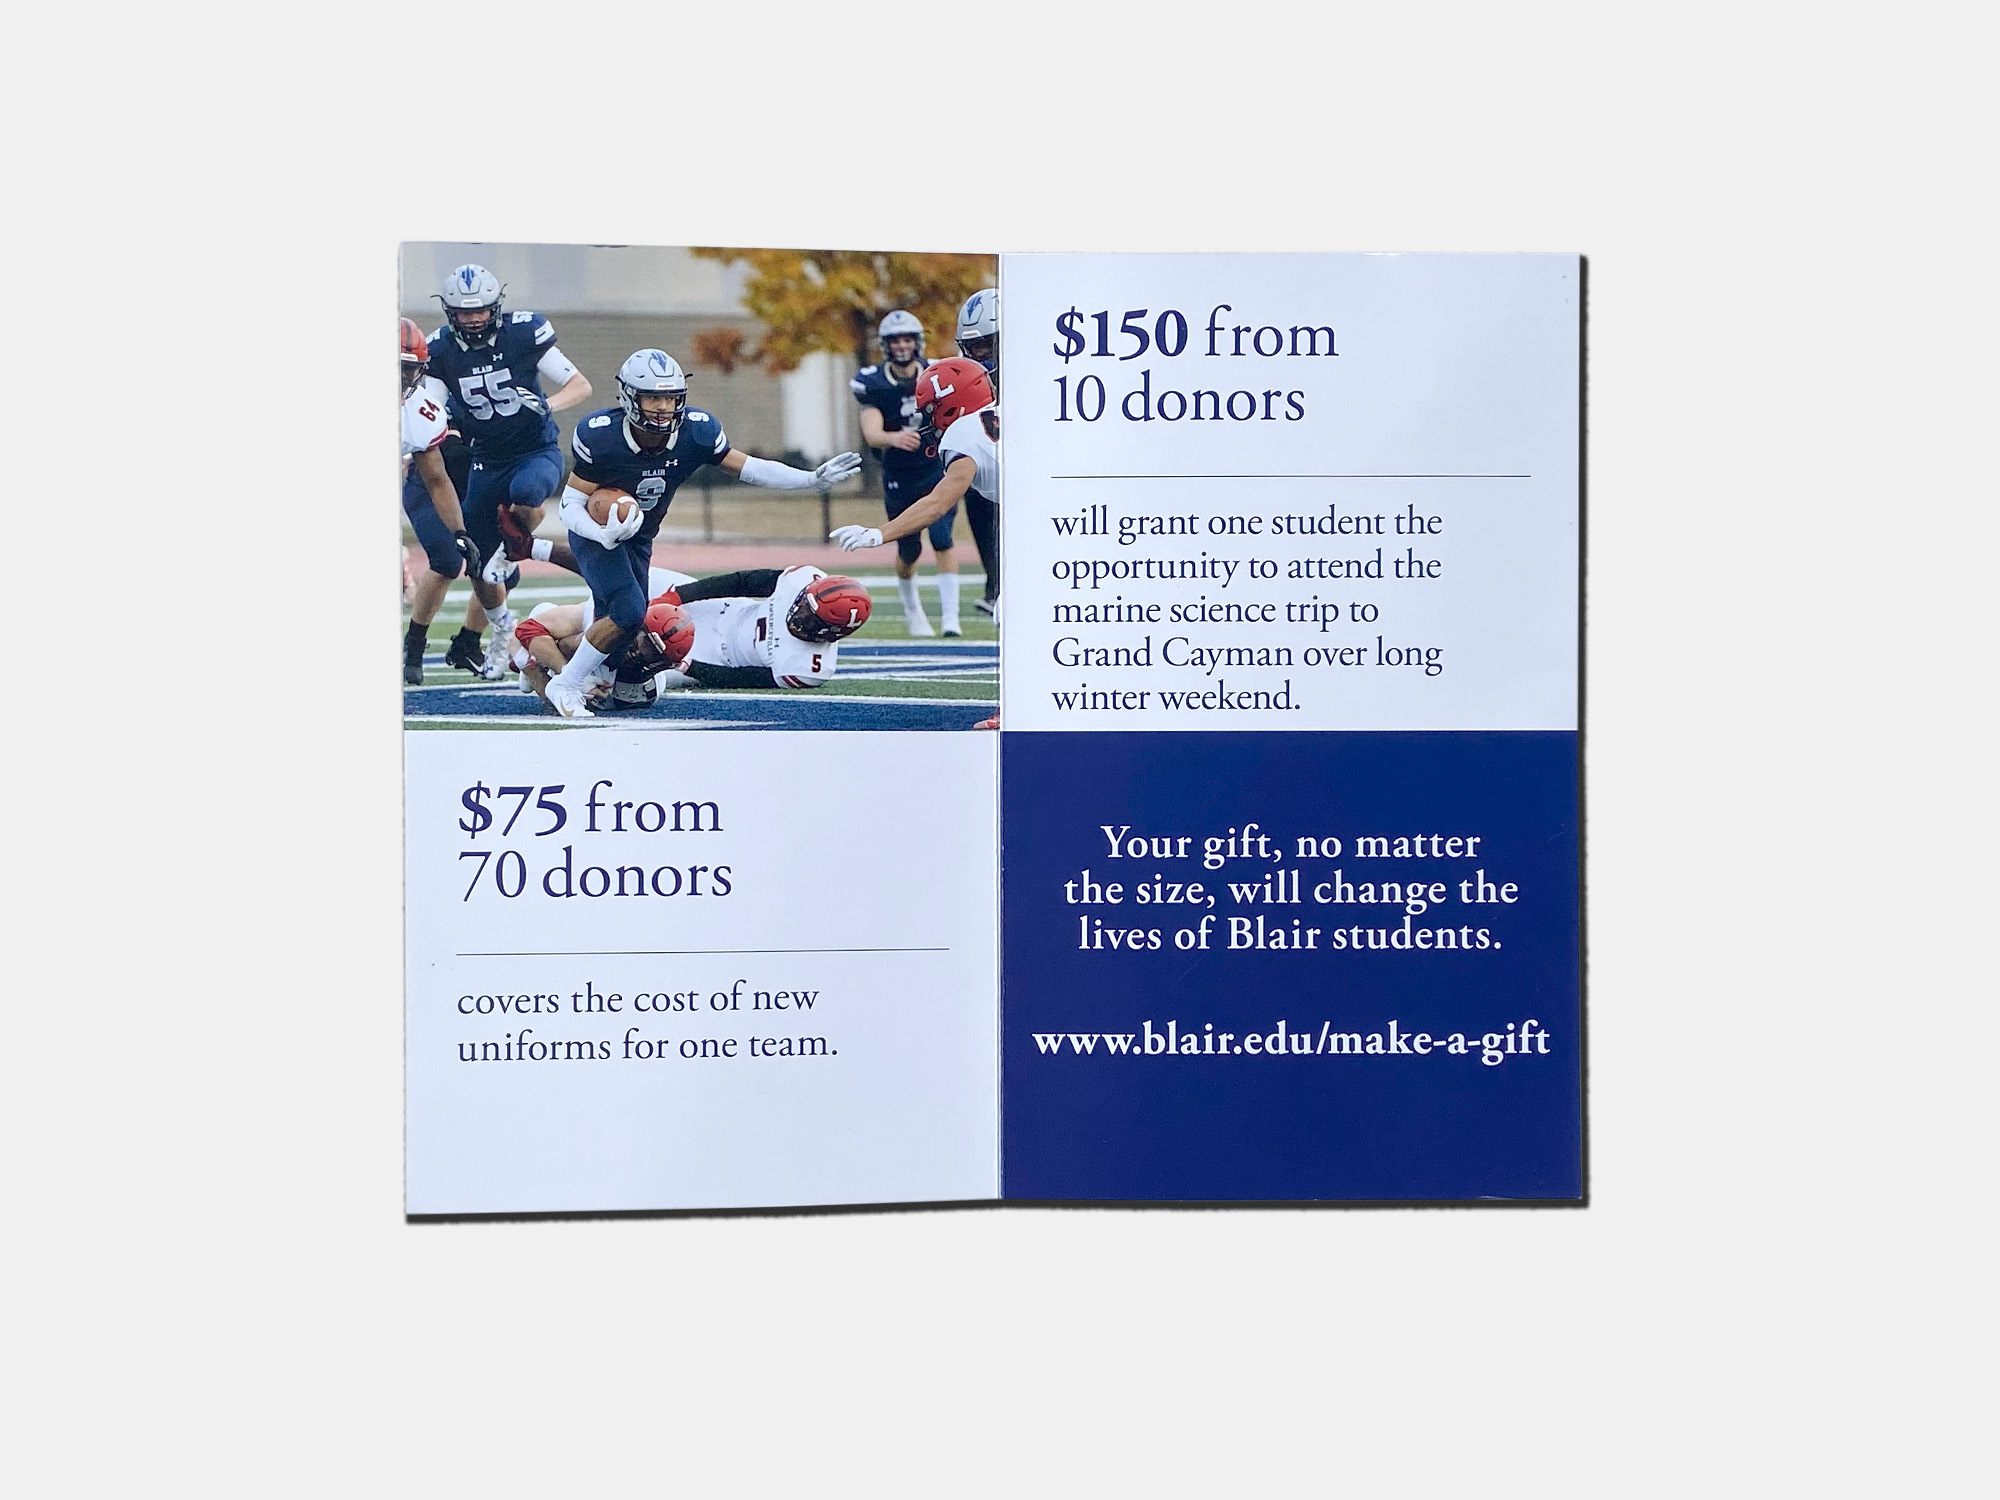 64
BLAIR
55
9
9
BLAIR
9
L
L
5
$75 from
70 donors
covers the cost of new
uniforms for one team.
$150 from
10 donors
will grant one student the
opportunity to attend the
marine science trip to
Grand Cayman over long
winter weekend.
Your gift, no matter
the size, will change the
lives of Blair students.
www.blair.edu/make-a-gift